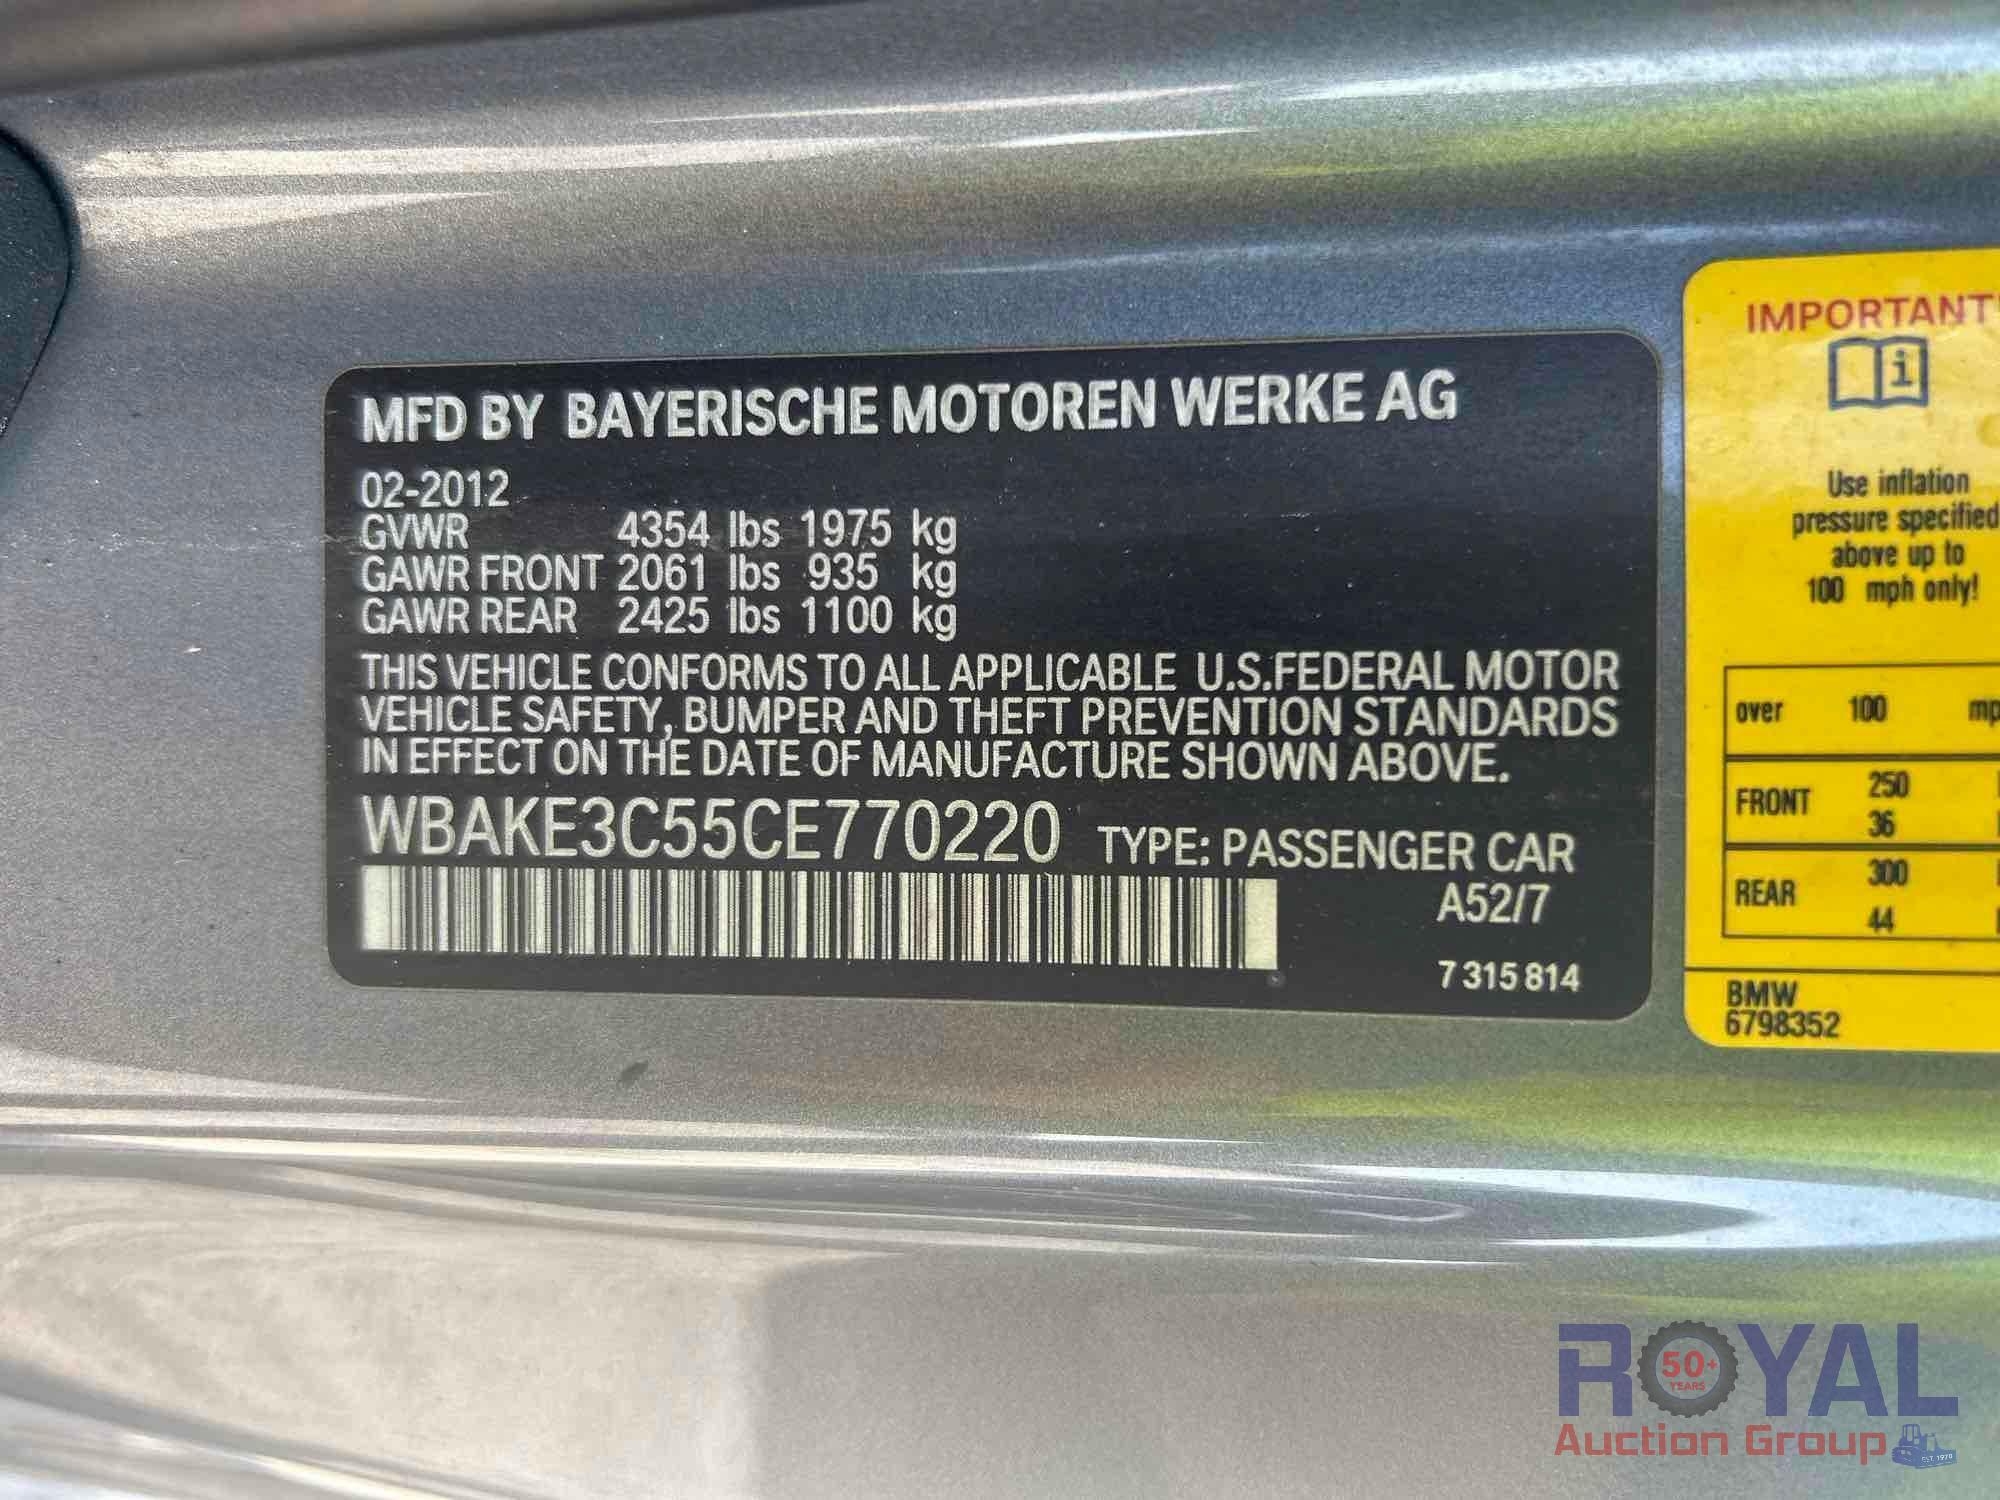 MFD BY BAYERISCHE MOTOREN WERKE AG
02-2012
GVWR 4354 lbs 1975 kg
GAWR FRONT 2061 lbs 935 kg
GAWR REAR 2425 lbs 1100 kg
THIS VEHICLE CONFORMS TO ALL APPLICABLE U.S.FEDERAL MOTOR
VEHICLE SAFETY, BUMPER AND THEFT PREVENTION STANDARDS
IN EFFECT ON THE DATE OF MANUFACTURE SHOWN ABOVE.
WBAKE3C55CE770220 TYPE: PASSENGER CAR
A52/7
7 315 814
IMPORTANT!
i
Use inflation
pressure specified
above up to
100 mph only!
over 100 mp
FRONT 250
36
REAR 300
44
BMW
6798352
ROYAL
50+
YEARS
Auction Group
EST. 1970